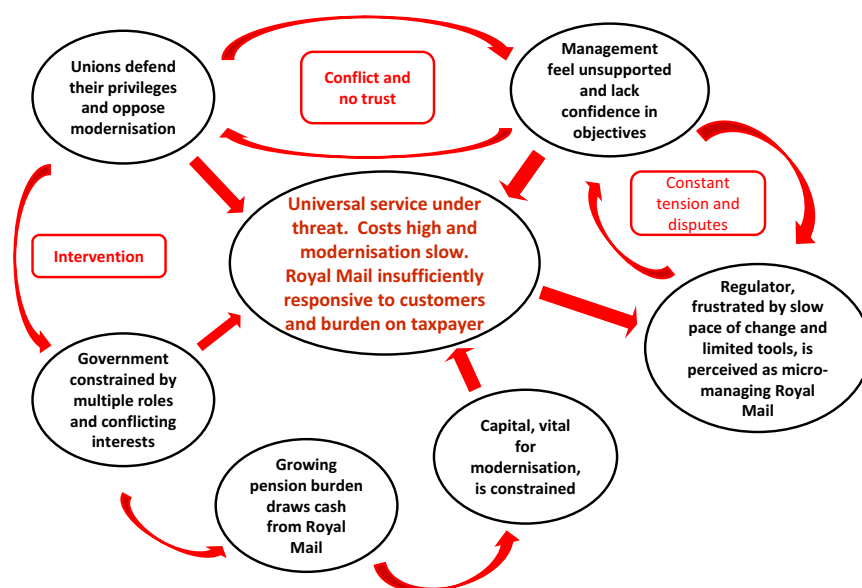 Unions defend
their privileges
and oppose
modernisation
Conflict and
no trust
Management
feel unsupported
and lack
confidence in
objectives
Constant
tension and
disputes
Universal service under
threat.  Costs high and
modernisation slow.
Royal Mail insufficiently
responsive to customers
and burden on taxpayer
Intervention
Regulator,
frustrated by slow
pace of change and
limited tools, is
perceived as micro-
managing Royal
Mail
Government
constrained by
multiple roles
and conflicting
interests
Capital, vital
for
modernisation,
is constrained
Growing
pension burden
draws cash
from Royal
Mail